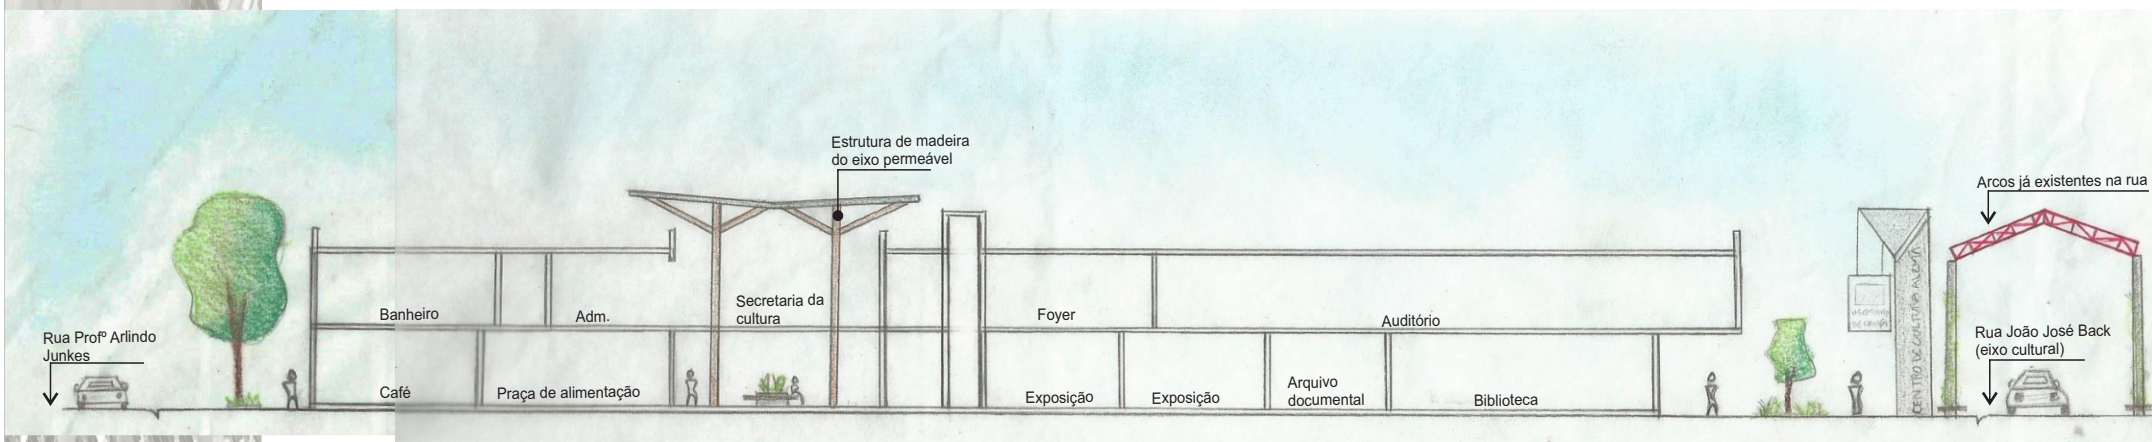 Estrutura de madeira
do eixo permeável
Arcos já existentes na rua
Banheiro
Adm.
Secretaria da
cultura
Foyer
Auditório
Rua Profº Arlindo
Junkes
Rua João José Back
(eixo cultural)
Café
Praça de alimentação
Exposição
Exposição
Arquivo
documental
Biblioteca
CENTRO DE CULTURA ALEMÃ